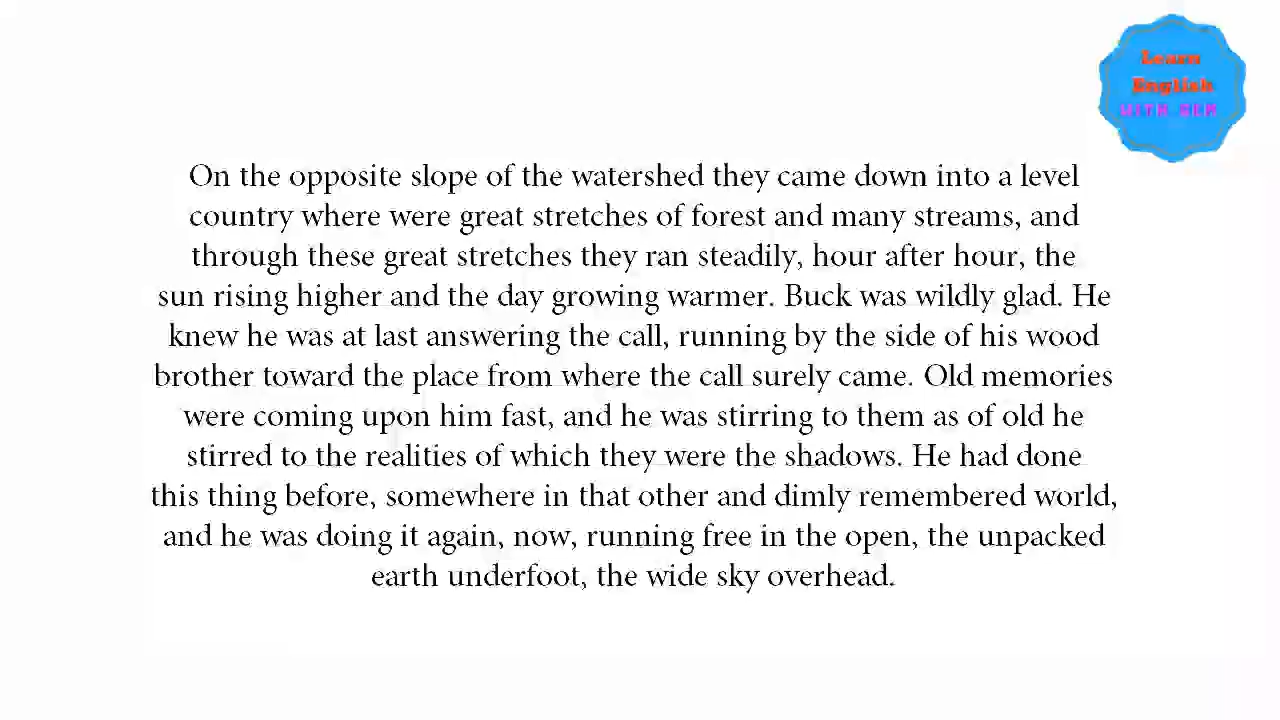 Learn
English
On the opposite slope of the watershed they came down into a level
country where were great stretches of forest and many streams, and
through these great stretches they ran steadily, hour after hour, the
sun rising higher and the day growing warmer. Buck was wildly glad. He
knew he was at last answering the call, running by the side of his wood
brother toward the place from where the call surely came. Old memories
were coming upon him fast, and he was stirring to them as of old he
stirred to the realities of which they were the shadows. He had done
this thing before, somewhere in that other and dimly remembered world,
and he was doing it again, now, running free in the open, the unpacked
earth underfoot, the wide sky overhead.